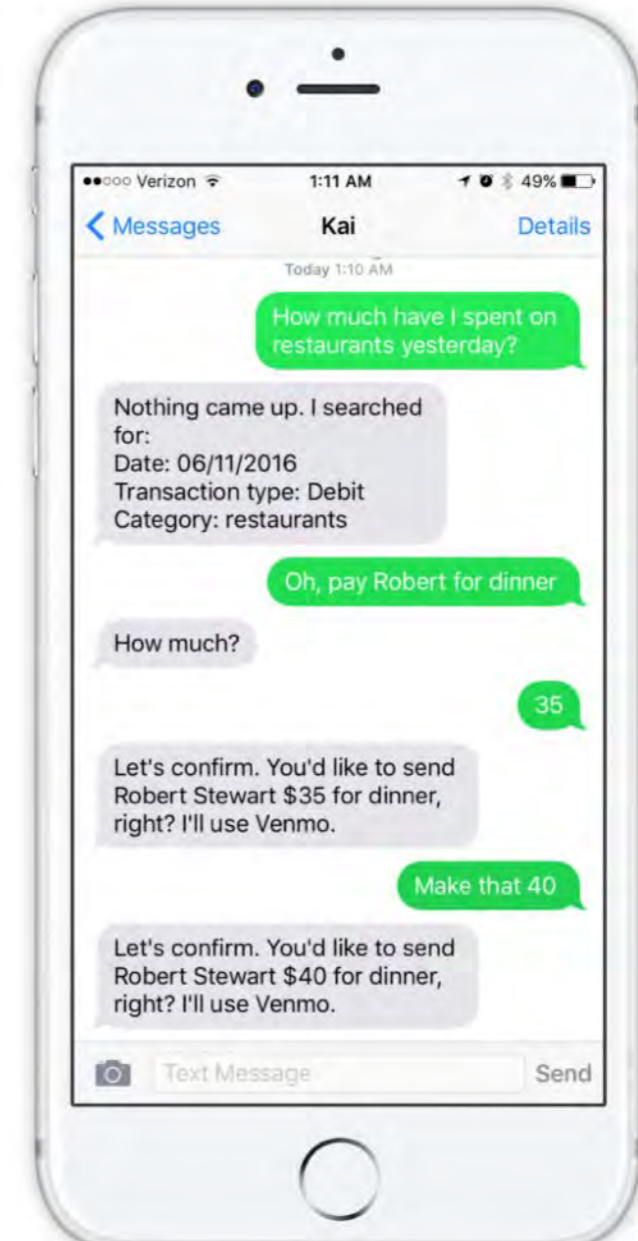 Verizon 1:11 AM 49%
Messages Kai Details
Today 1:10 AM
How much have I spent on
restaurants yesterday?
Nothing came up. I searched
for:
Date: 06/11/2016
Transaction type: Debit
Category: restaurants
Oh, pay Robert for dinner
How much?
35
Let's confirm. You'd like to send
Robert Stewart $35 for dinner,
right? I'll use Venmo.
Make that 40
Let's confirm. You'd like to send
Robert Stewart $40 for dinner,
right? I'll use Venmo.
Text Message Send